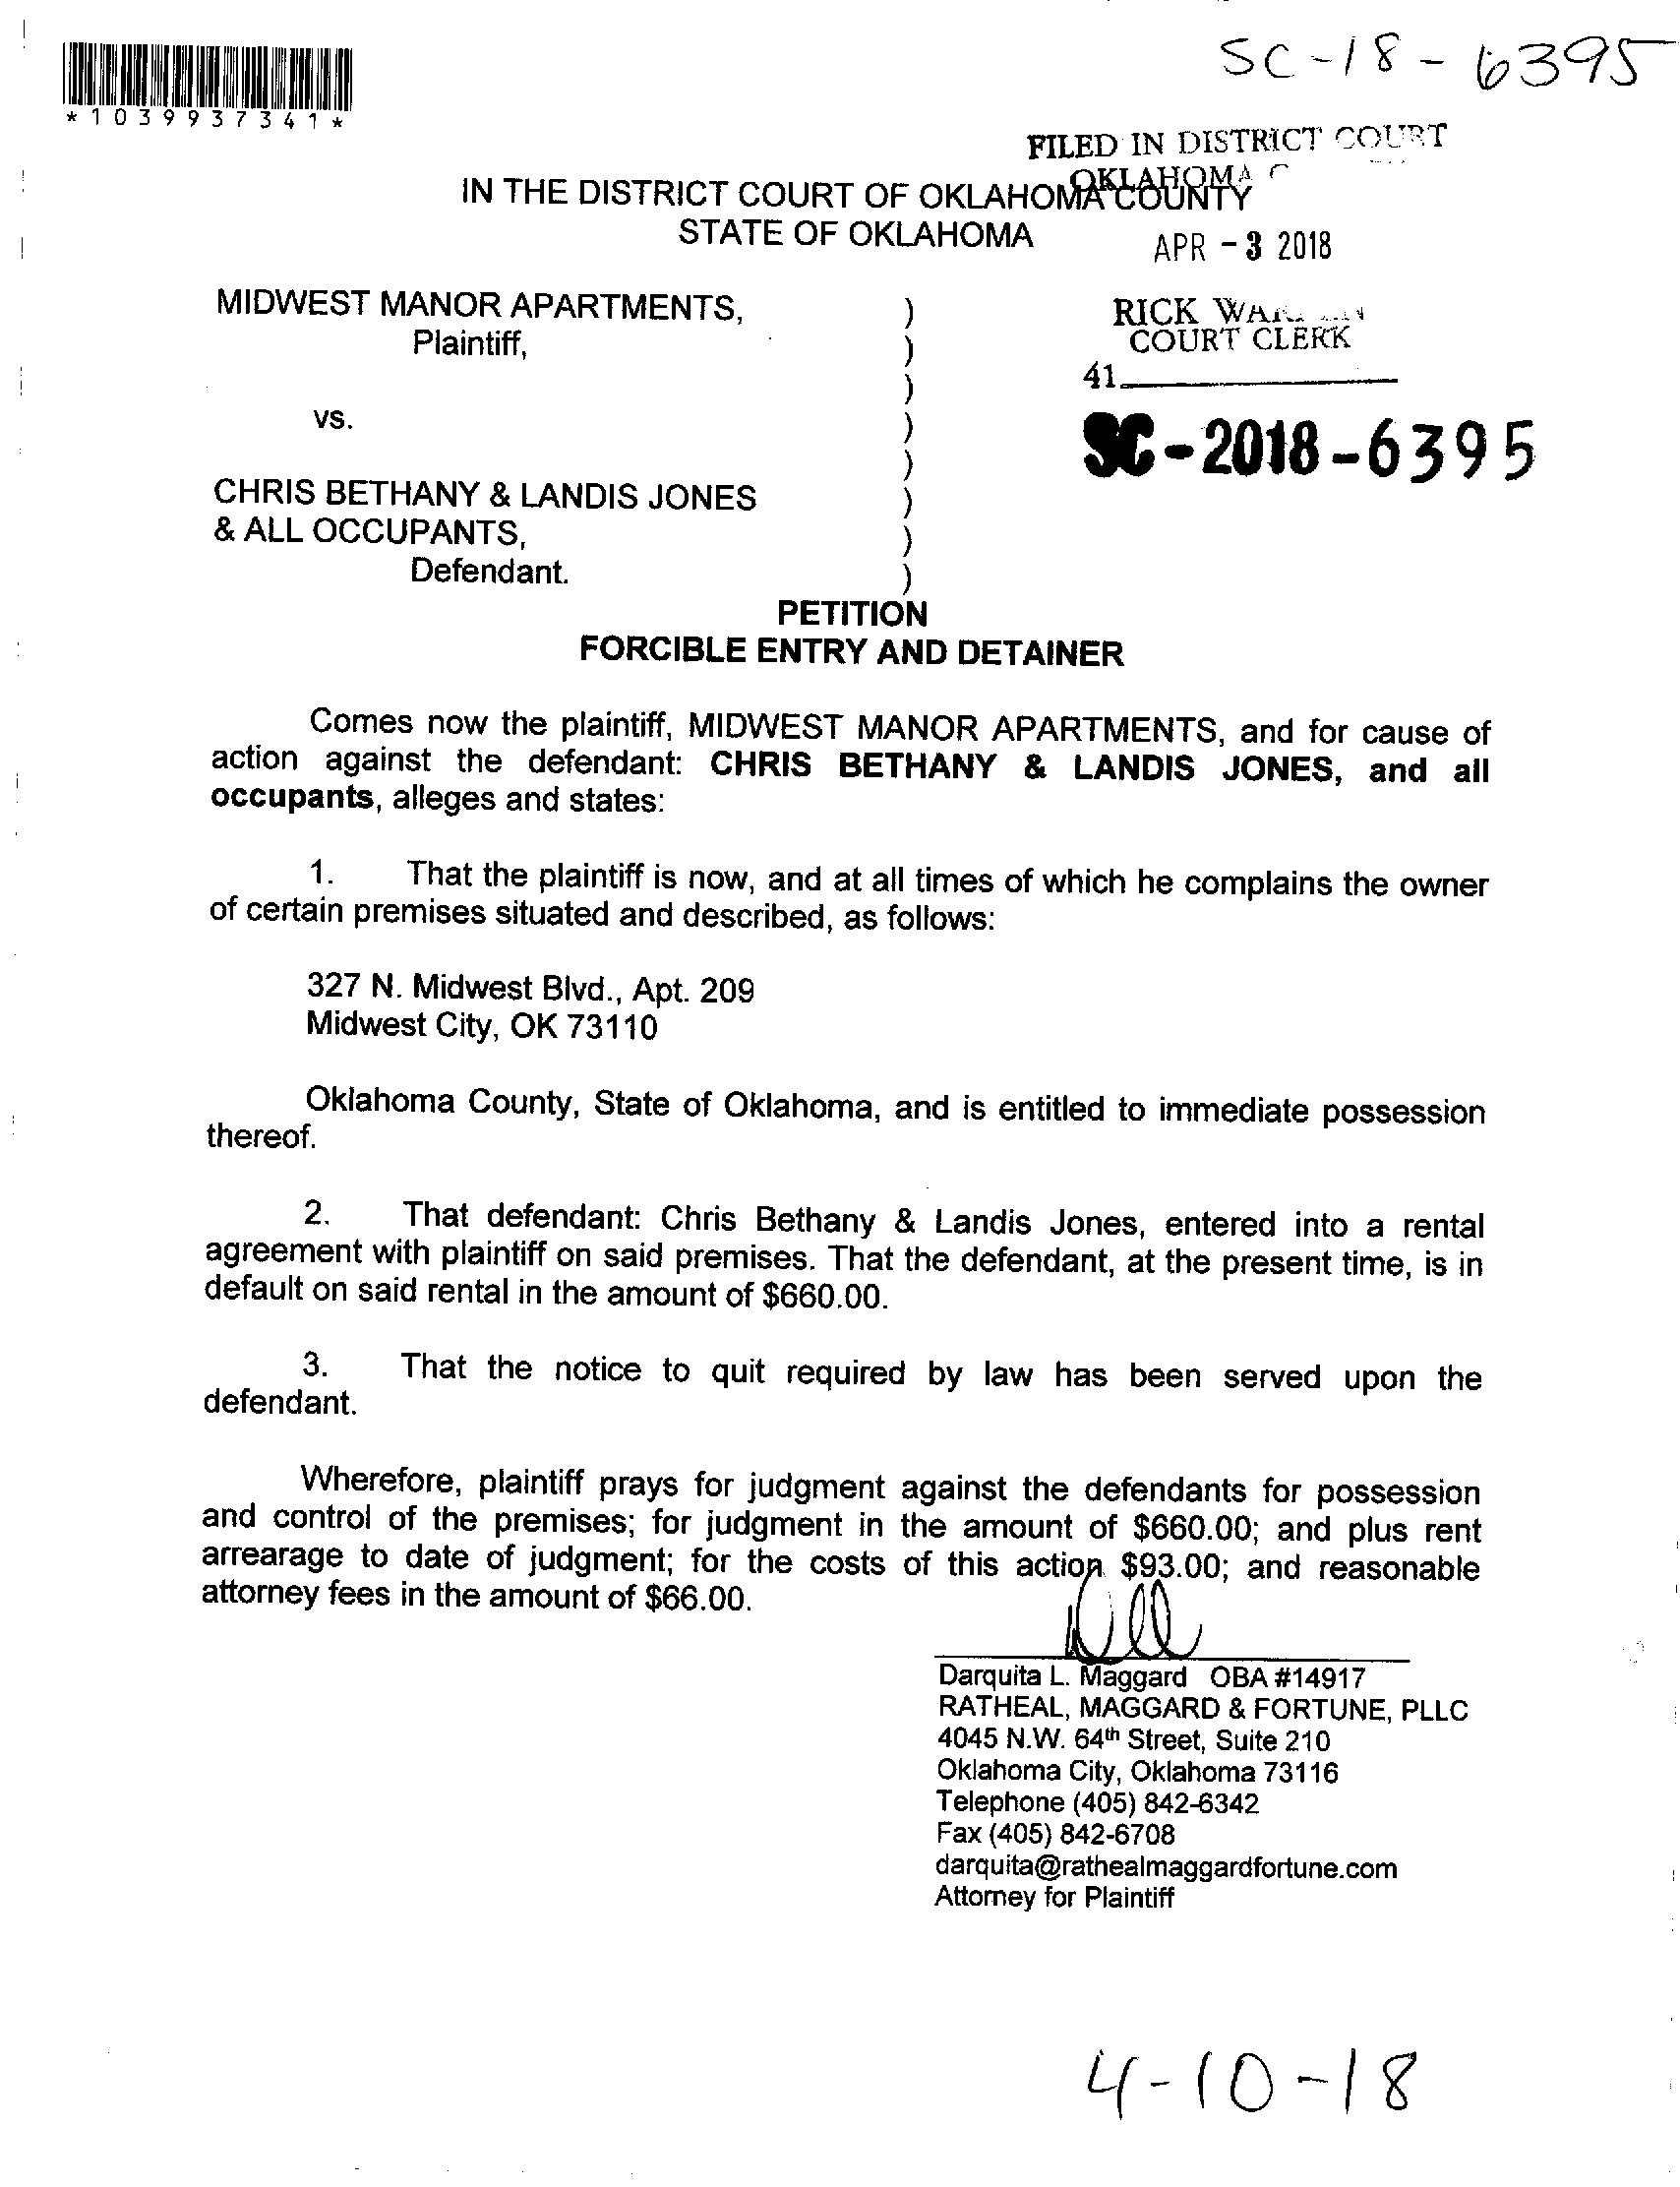 SC-18-6395
*1039937341*
FILED IN DISTRICT COURT
OKLAHOMA
IN THE DISTRICT COURT OF OKLAHOMA COUNTY
STATE OF OKLAHOMA
APR - 3 2018
MIDWEST MANOR APARTMENTS, )
Plaintiff, )
RICK
COURT CLERK
)
41
vs. )
)
SC-2018-6395
CHRIS BETHANY & LANDIS JONES )
& ALL OCCUPANTS, )
Defendant. )
PETITION
FORCIBLE ENTRY AND DETAINER
Comes now the plaintiff, MIDWEST MANOR APARTMENTS, and for cause of
action against the defendant: CHRIS BETHANY & LANDIS JONES, and all
occupants, alleges and states:
1. That the plaintiff is now, and at all times of which he complains the owner
of certain premises situated and described, as follows:
327 N. Midwest Blvd., Apt. 209
Midwest City, OK 73110
Oklahoma County, State of Oklahoma, and is entitled to immediate possession
thereof.
2. That defendant: Chris Bethany & Landis Jones, entered into a rental
agreement with plaintiff on said premises. That the defendant, at the present time, is in
default on said rental in the amount of $660.00.
3. That the notice to quit required by law has been served upon the
defendant.
Wherefore, plaintiff prays for judgment against the defendants for possession
and control of the premises; for judgment in the amount of $660.00; and plus rent
arrearage to date of judgment; for the costs of this action $93.00; and reasonable
attorney fees in the amount of $66.00.
Darquita L. Maggard OBA #14917
RATHEAL, MAGGARD & FORTUNE, PLLC
4045 N.W. 64th Street, Suite 210
Oklahoma City, Oklahoma 73116
Telephone (405) 842-6342
Fax (405) 842-6708
darquita@rathealmaggardfortune.com
Attorney for Plaintiff
4-10-18